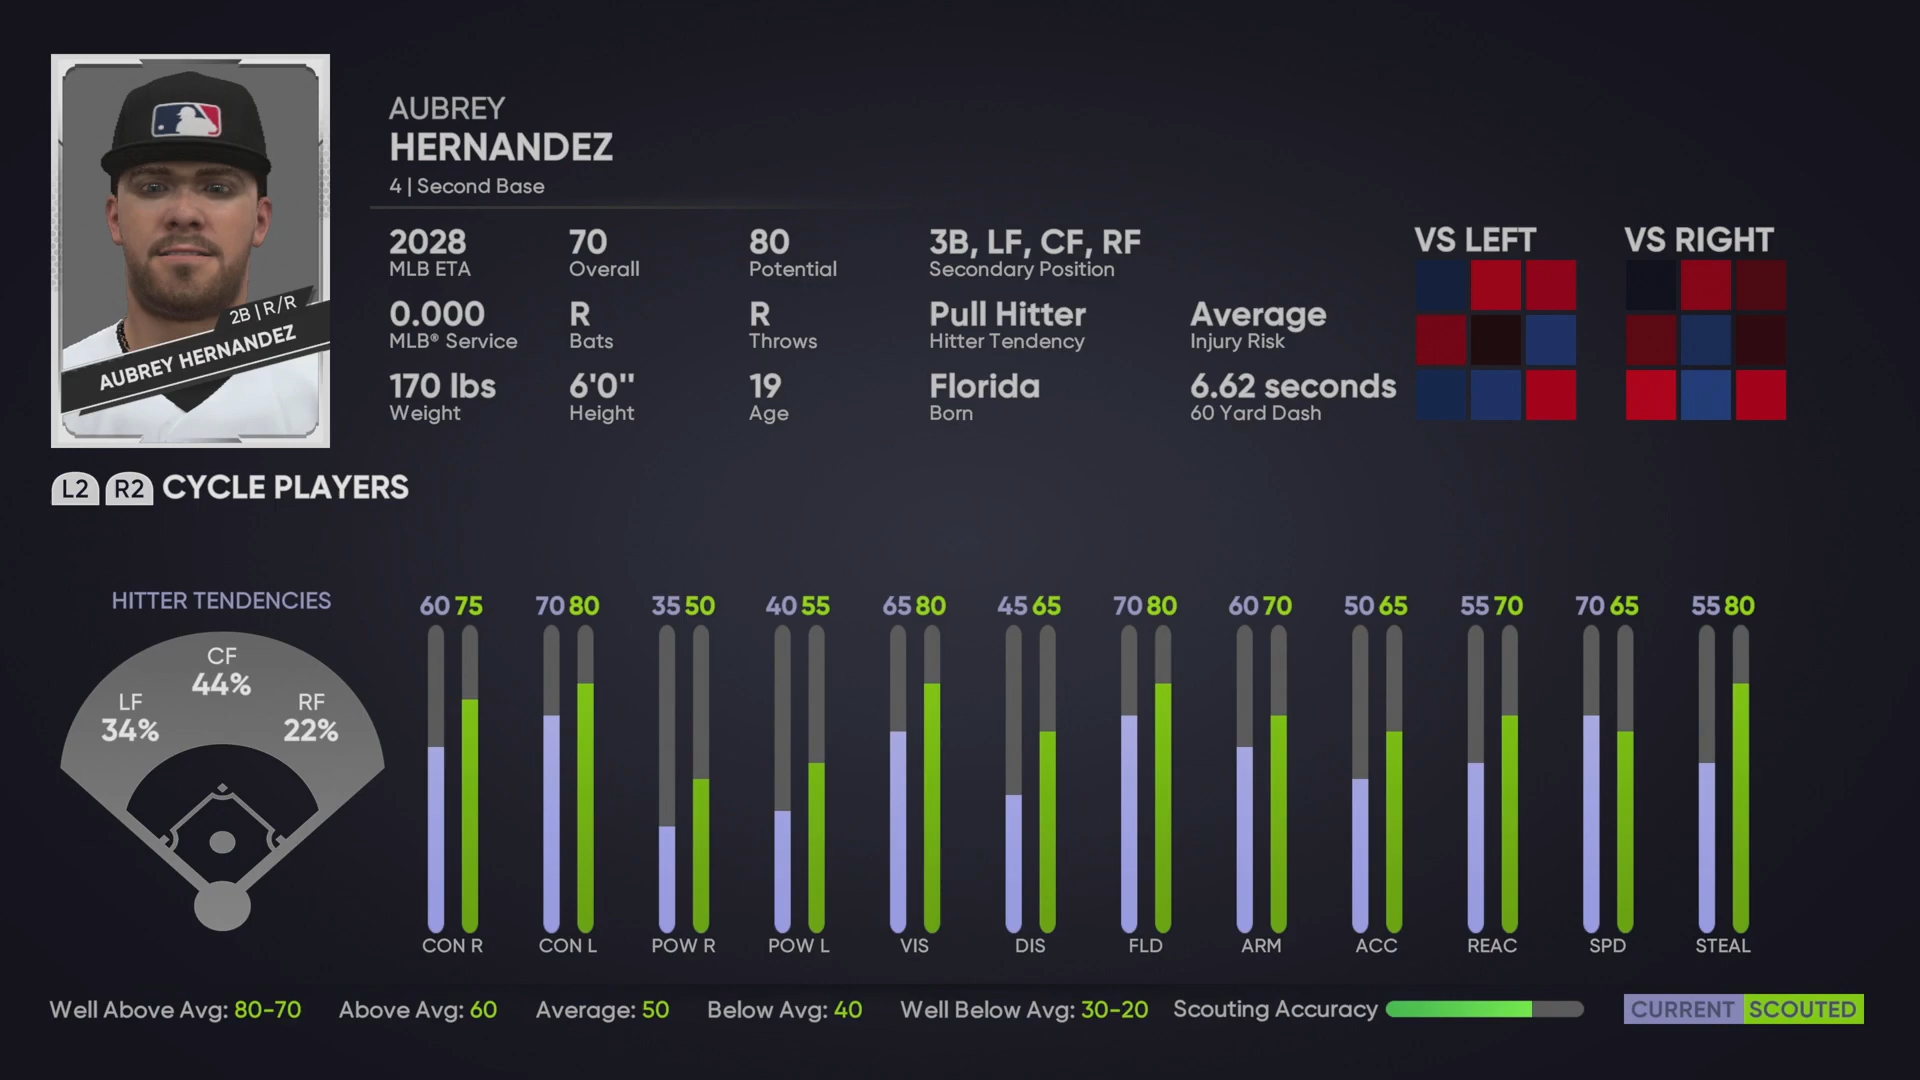 AUBREY
HERNANDEZ
4 | Second Base
2B | R/R
AUBREY HERNANDEZ
2028 70 80 3B, LF, CF, RF
MLB ETA Overall Potential Secondary Position
0.000 R R Pull Hitter Average
MLB® Service Bats Throws Hitter Tendency Injury Risk
170 lbs 6'0" 19 Florida 6.62 seconds
Weight Height Age Born 60 Yard Dash
VS LEFT VS RIGHT
L2 R2 CYCLE PLAYERS
HITTER TENDENCIES
CF
44%
LF RF
34% 22%
60 75 70 80 35 50 40 55 65 80 45 65 70 80 60 70 50 65 55 70 70 65 55 80
CON R CON L POW R POW L VIS DIS FLD ARM ACC REAC SPD STEAL
Well Above Avg: 80-70 Above Avg: 60 Average: 50 Below Avg: 40 Well Below Avg: 30-20 Scouting Accuracy CURRENT SCOUTED